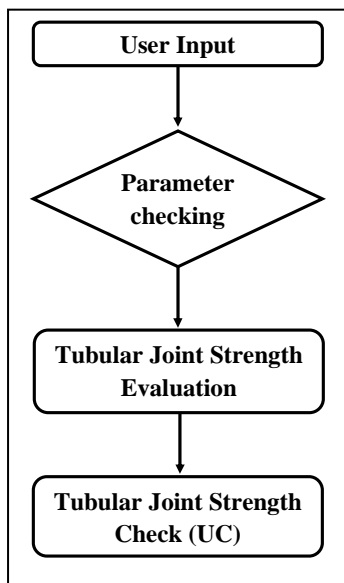 User Input
Parameter
checking
Tubular Joint Strength
Evaluation
Tubular Joint Strength
Check (UC)